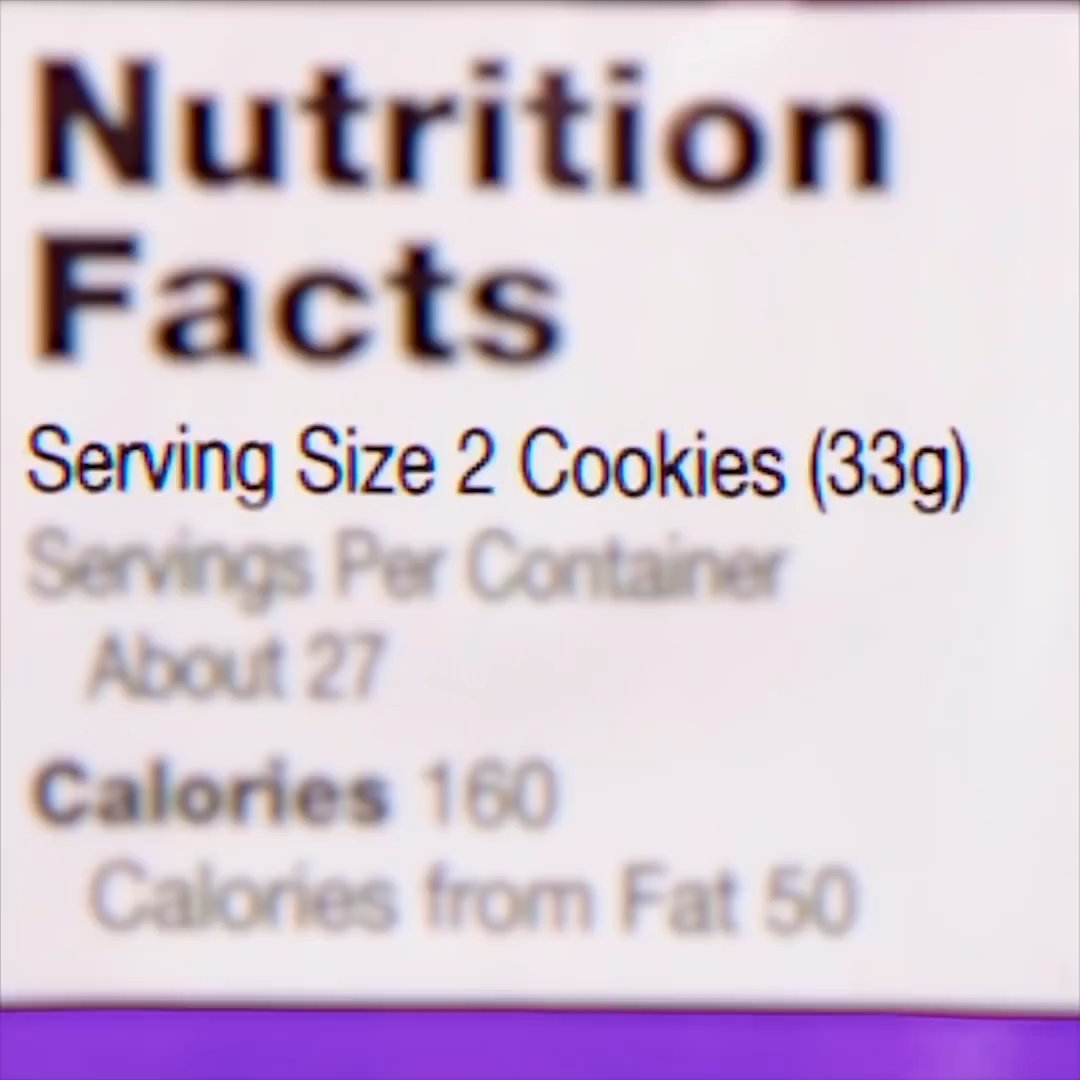 Nutrition
Facts
Serving Size 2 Cookies (33g)
Servings Per Container
About 27
Calories 160
Calories from Fat 50